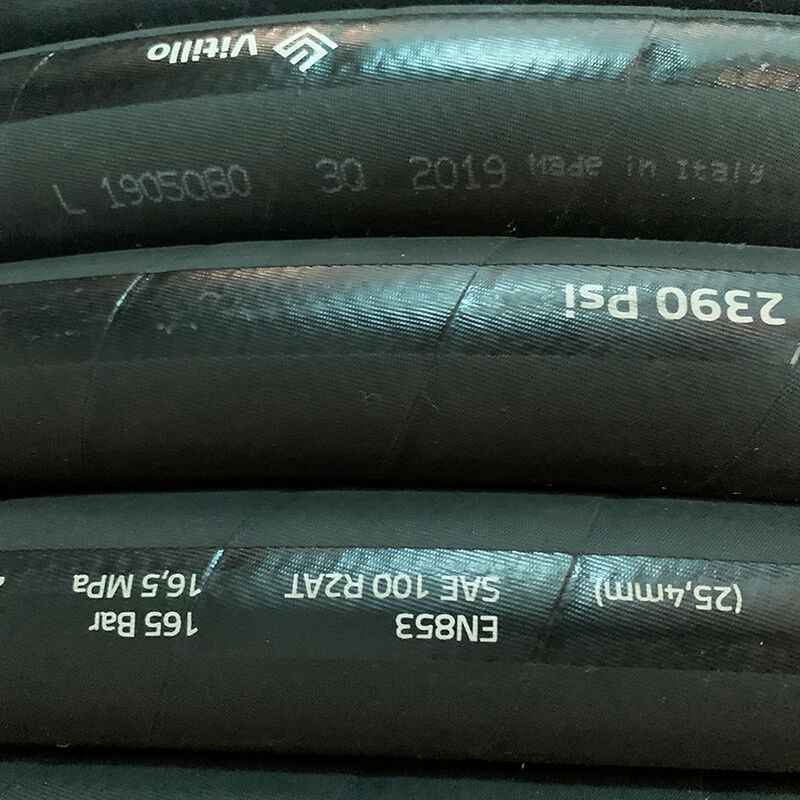 Vitillo
L 1905080 3Q 2019 Made in Italy
2390 Psi
(25,4mm)
EN853
SAE 100 R2AT
165 Bar
16,5 MPa